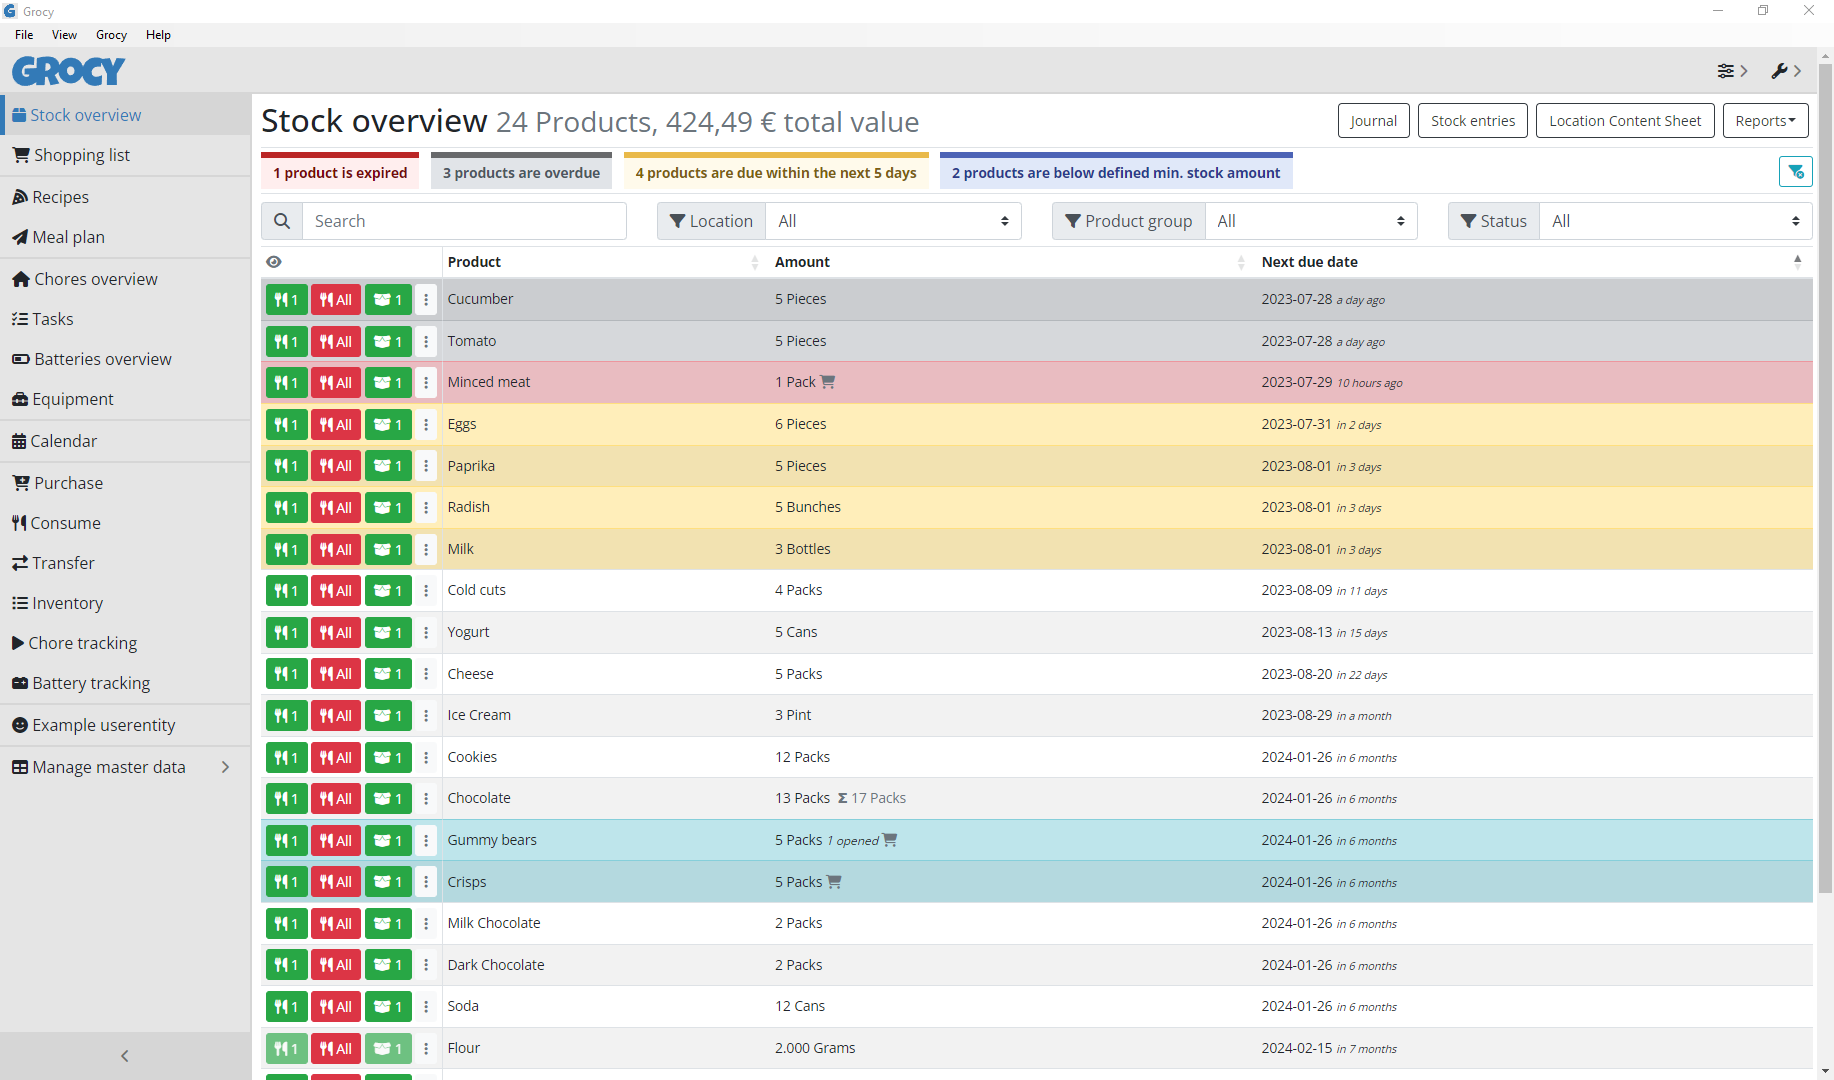 Grocy
File View Grocy Help
GROCY
Stock overview
Shopping list
Recipes
Meal plan
Chores overview
Tasks
Batteries overview
Equipment
Calendar
Purchase
Consume
Transfer
Inventory
Chore tracking
Battery tracking
Example userentity
Manage master data
Stock overview 24 Products, 424,49 € total value
Journal Stock entries Location Content Sheet Reports
1 product is expired 3 products are overdue 4 products are due within the next 5 days 2 products are below defined min. stock amount
Search Location All Product group All Status All
Product Amount Next due date
1 All 1 Cucumber 5 Pieces 2023-07-28 a day ago
1 All 1 Tomato 5 Pieces 2023-07-28 a day ago
1 All 1 Minced meat 1 Pack 2023-07-29 10 hours ago
1 All 1 Eggs 6 Pieces 2023-07-31 in 2 days
1 All 1 Paprika 5 Pieces 2023-08-01 in 3 days
1 All 1 Radish 5 Bunches 2023-08-01 in 3 days
1 All 1 Milk 3 Bottles 2023-08-01 in 3 days
1 All 1 Cold cuts 4 Packs 2023-08-09 in 11 days
1 All 1 Yogurt 5 Cans 2023-08-13 in 15 days
1 All 1 Cheese 5 Packs 2023-08-20 in 22 days
1 All 1 Ice Cream 3 Pint 2023-08-29 in a month
1 All 1 Cookies 12 Packs 2024-01-26 in 6 months
1 All 1 Chocolate 13 Packs Σ 17 Packs 2024-01-26 in 6 months
1 All 1 Gummy bears 5 Packs 1 opened 2024-01-26 in 6 months
1 All 1 Crisps 5 Packs 2024-01-26 in 6 months
1 All 1 Milk Chocolate 2 Packs 2024-01-26 in 6 months
1 All 1 Dark Chocolate 2 Packs 2024-01-26 in 6 months
1 All 1 Soda 12 Cans 2024-01-26 in 6 months
1 All 1 Flour 2.000 Grams 2024-02-15 in 7 months